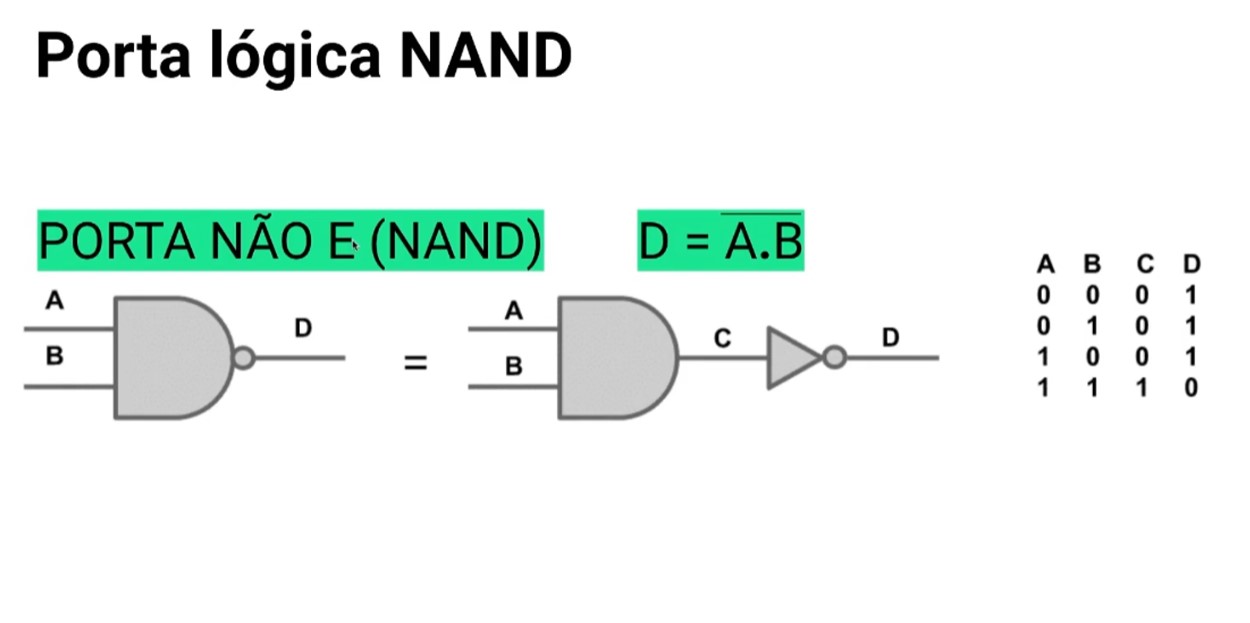 Porta lógica NAND
PORTA NÃO E (NAND)
D = A̅.̅B̅
A
B
D
=
A
B
C
D
A B C D
0 0 0 1
0 1 0 1
1 0 0 1
1 1 1 0